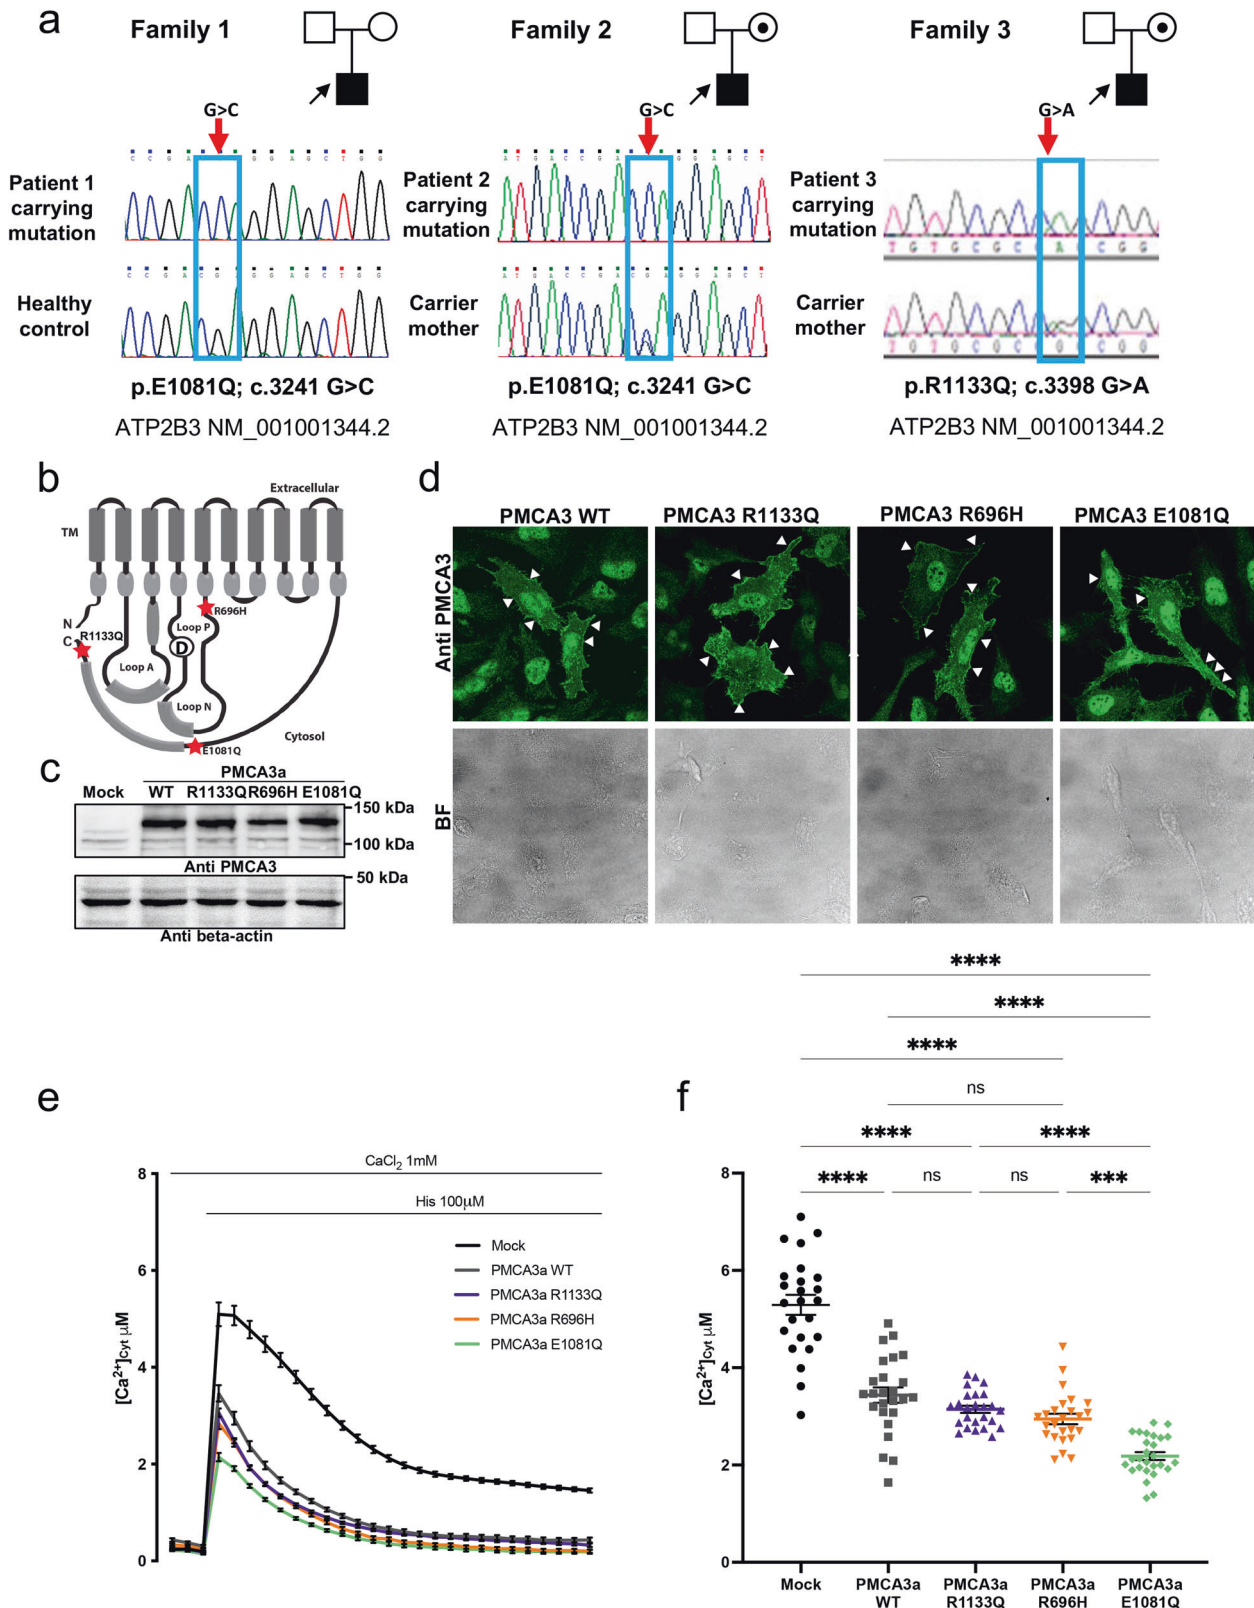 a
Family 1
Family 2
Family 3
G>C
G>C
G>A
C C G A G G A G C T G G
A T G A C C G A G G A G C T
Patient 1
carrying
mutation
Patient 2
carrying
mutation
Patient 3
carrying
mutation
T G T G C G C A C G G
C C G A C G A G G A G C T G G
A T G A C C G A C G A G G A G C T
Healthy
control
Carrier
mother
Carrier
mother
T G T G C G C G C G G
p.E1081Q; c.3241 G>C
p.E1081Q; c.3241 G>C
p.R1133Q; c.3398 G>A
ATP2B3 NM_001001344.2
ATP2B3 NM_001001344.2
ATP2B3 NM_001001344.2
b
Extracellular
TM
R696H
N
C
R1133Q
Loop P
D
Loop A
Loop N
Cytosol
E1081Q
c
PMCA3a
Mock WT R1133Q R696H E1081Q
150 kDa
100 kDa
Anti PMCA3
50 kDa
Anti beta-actin
d
PMCA3 WT
PMCA3 R1133Q
PMCA3 R696H
PMCA3 E1081Q
Anti PMCA3
BF
e
CaCl2 1mM
His 100µM
Mock
PMCA3a WT
PMCA3a R1133Q
PMCA3a R696H
PMCA3a E1081Q
[Ca2+]Cyt µM
8
6
4
2
0
f
****
****
****
ns
**** ****
**** ns ns ***
[Ca2+]Cyt µM
8
6
4
2
0
Mock
PMCA3a
WT
PMCA3a
R1133Q
PMCA3a
R696H
PMCA3a
E1081Q